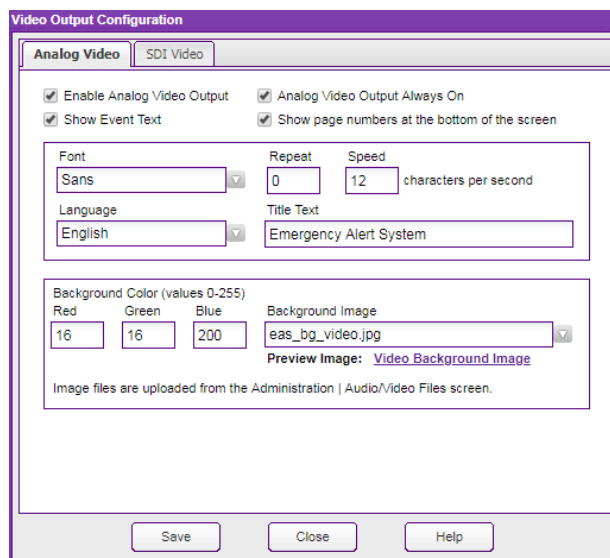 Video Output Configuration
Analog Video SDI Video
Enable Analog Video Output Analog Video Output Always On
Show Event Text Show page numbers at the bottom of the screen
Font Repeat Speed
Sans 0 12 characters per second
Language Title Text
English Emergency Alert System
Background Color (values 0-255)
Red Green Blue Background Image
16 16 200 eas_bg_video.jpg
Preview Image: Video Background Image
Image files are uploaded from the Administration | Audio/Video Files screen.
Save Close Help